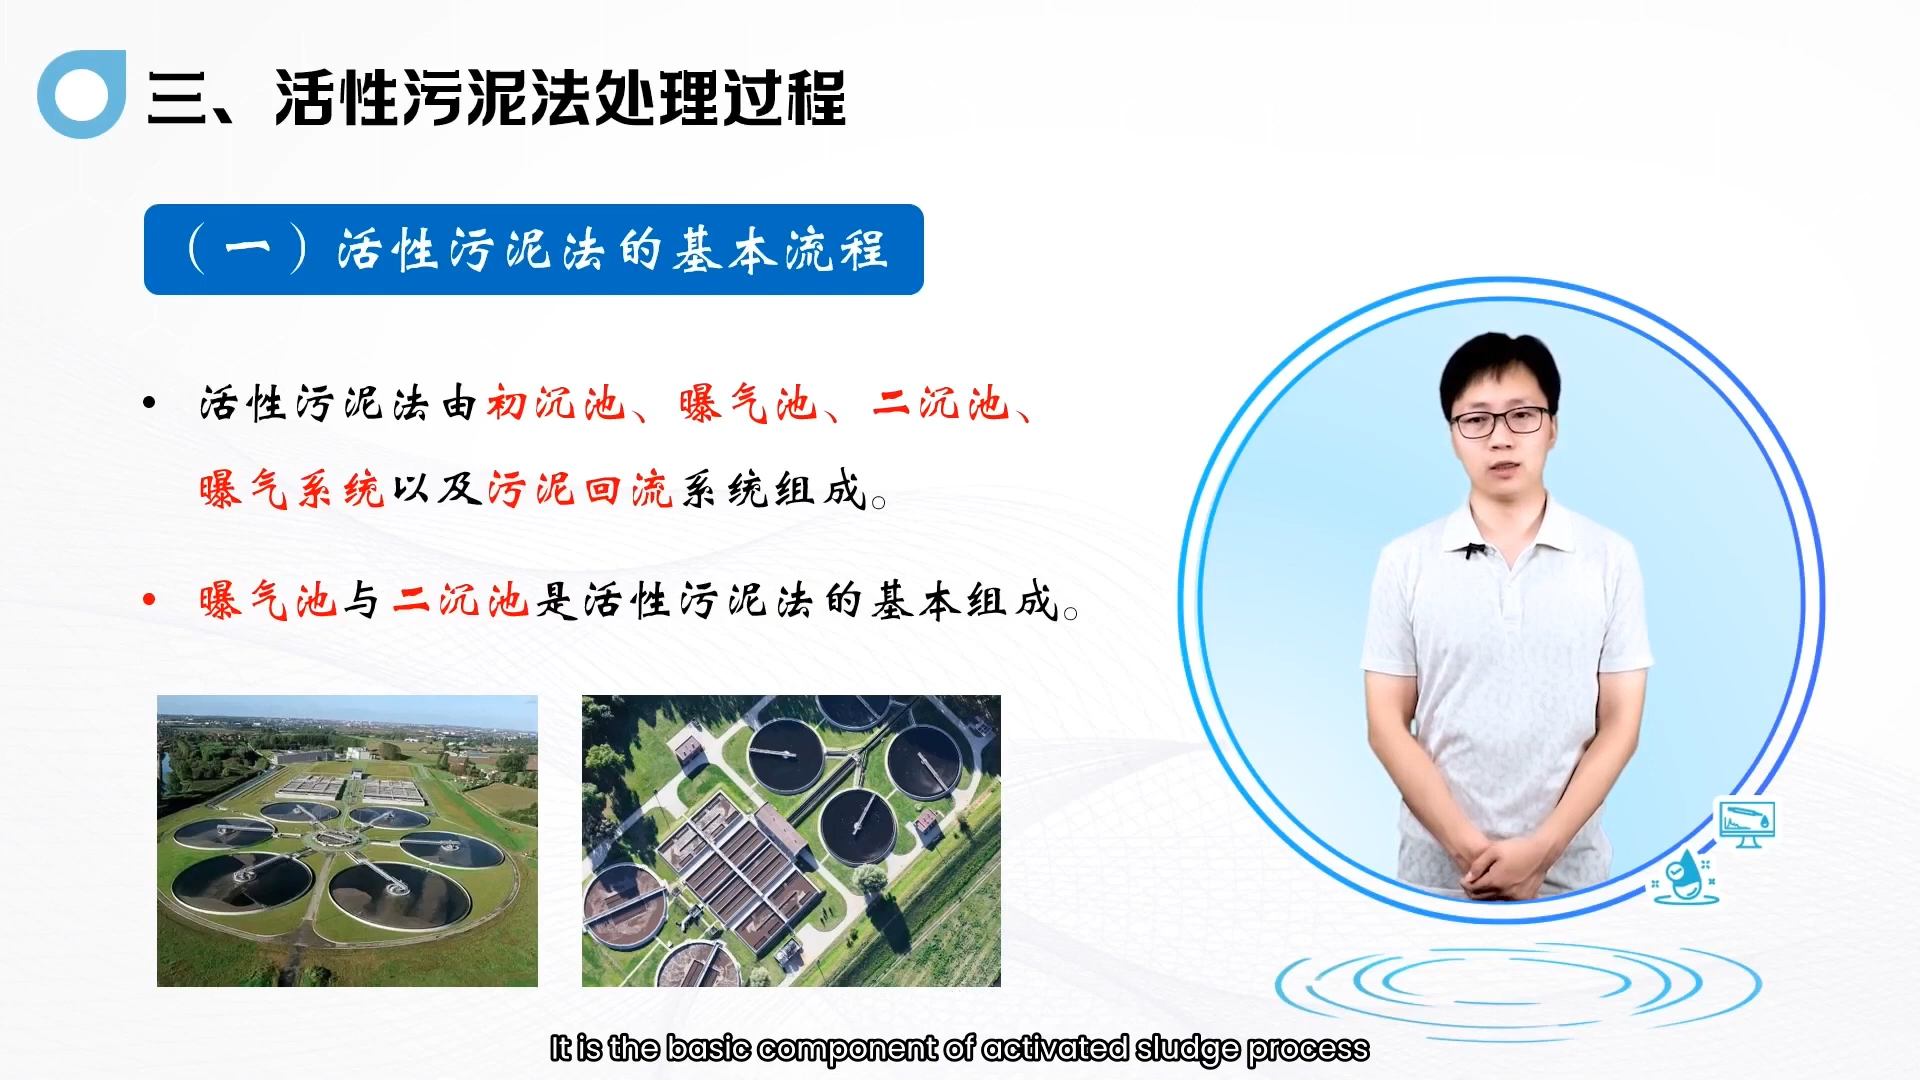 三、活性污泥法处理过程
（一）活性污泥法的基本流程
• 活性污泥法由初沉池、曝气池、二沉池、
曝气系统以及污泥回流系统组成。
• 曝气池与二沉池是活性污泥法的基本组成。
It is the basic component of activated sludge process